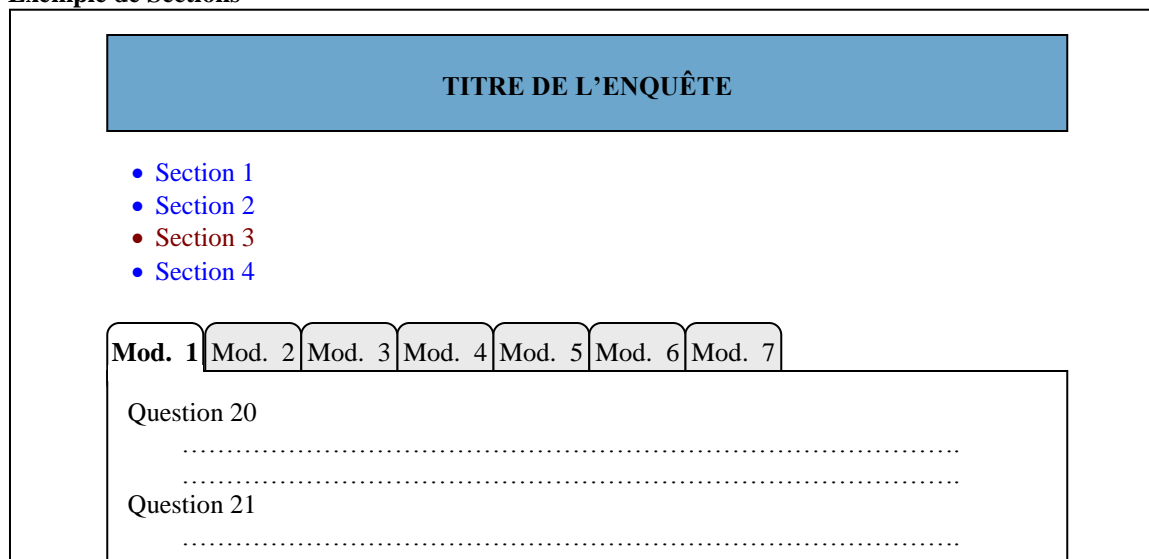 Exemple de Sections
TITRE DE L’ENQUÊTE
• Section 1
• Section 2
• Section 3
• Section 4
Mod. 1 Mod. 2 Mod. 3 Mod. 4 Mod. 5 Mod. 6 Mod. 7
Question 20
…………………………………………………………………………….
…………………………………………………………………………….
Question 21
…………………………………………………………………………….